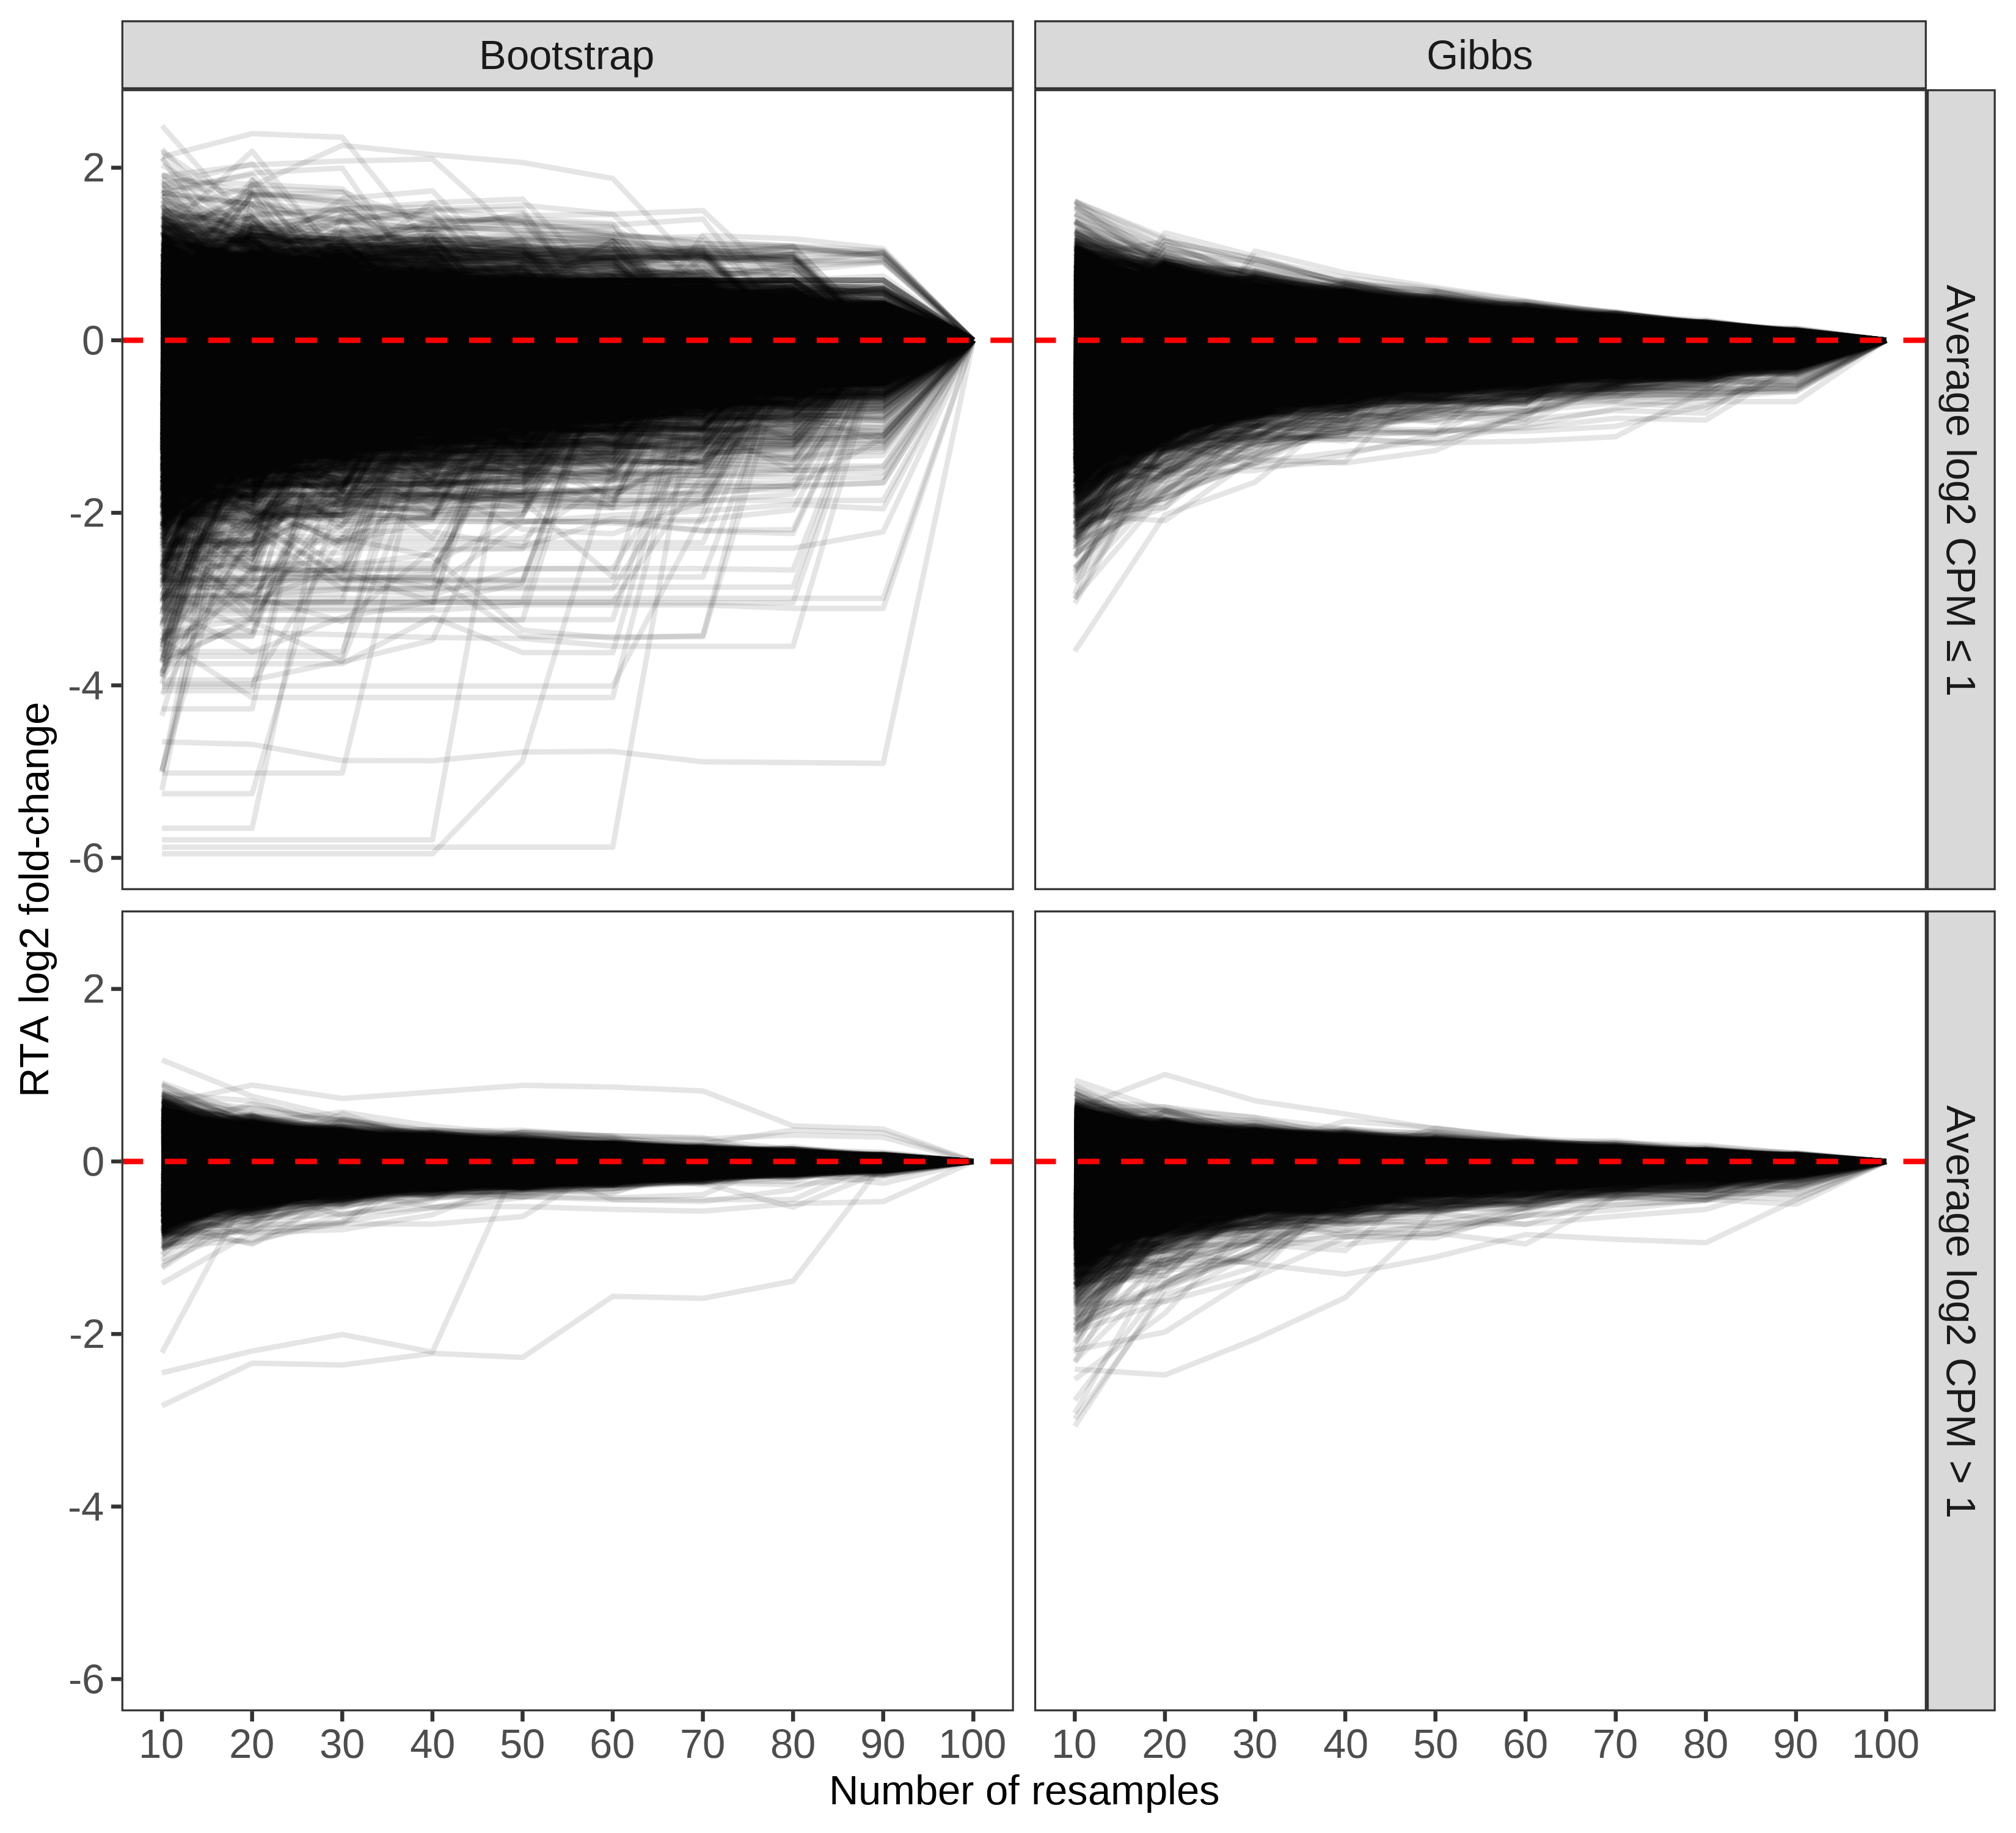 Bootstrap
Gibbs
2
0
-2
-4
-6
Average log2 CPM ≤ 1
RTA log2 fold-change
2
0
-2
-4
-6
Average log2 CPM > 1
10 20 30 40 50 60 70 80 90 100
10 20 30 40 50 60 70 80 90 100
Number of resamples